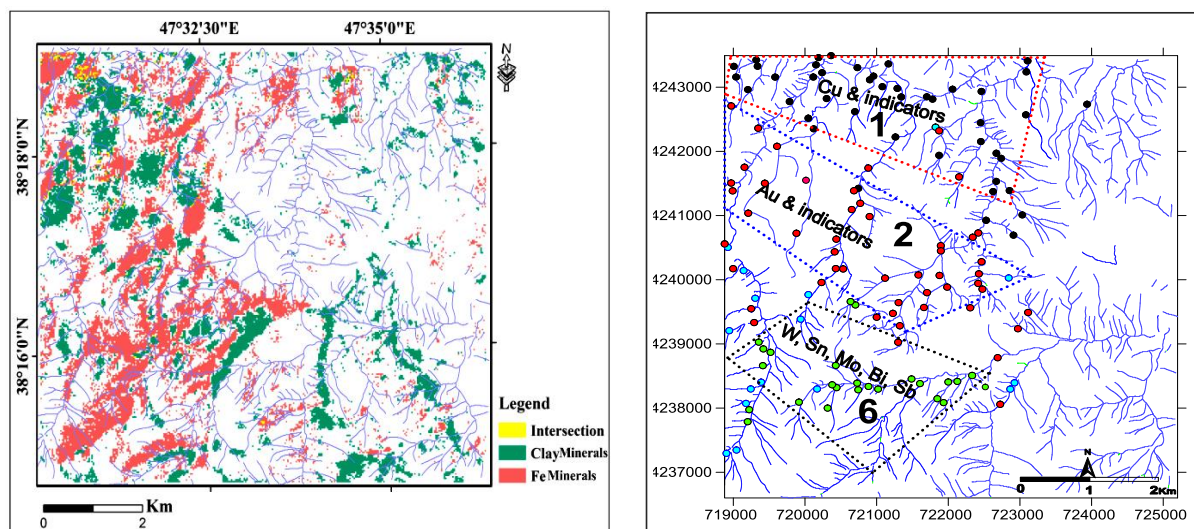 47°32'30"E 47°35'0"E
N
38°18'0"N
38°16'0"N
Legend
Intersection
Clay Minerals
Fe Minerals
Km
0 2
4243000
4242000
4241000
4240000
4239000
4238000
4237000
Cu & indicators
1
Au & indicators
2
W, Sn, Mo, Bi, Sb
6
N
0 1 2Km
719000 720000 721000 722000 723000 724000 725000